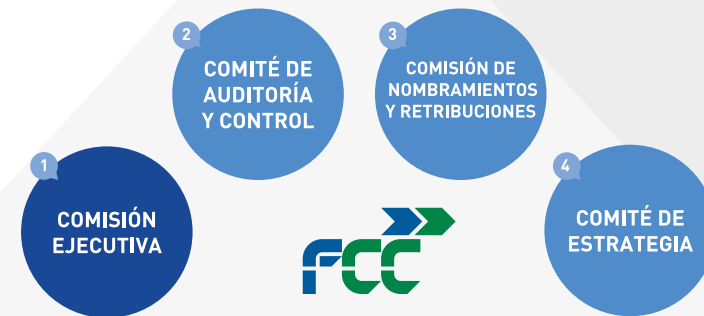 1
COMISIÓN
EJECUTIVA
2
COMITÉ DE
AUDITORÍA
Y CONTROL
3
COMISIÓN DE
NOMBRAMIENTOS
Y RETRIBUCIONES
4
COMITÉ DE
ESTRATEGIA
FCC